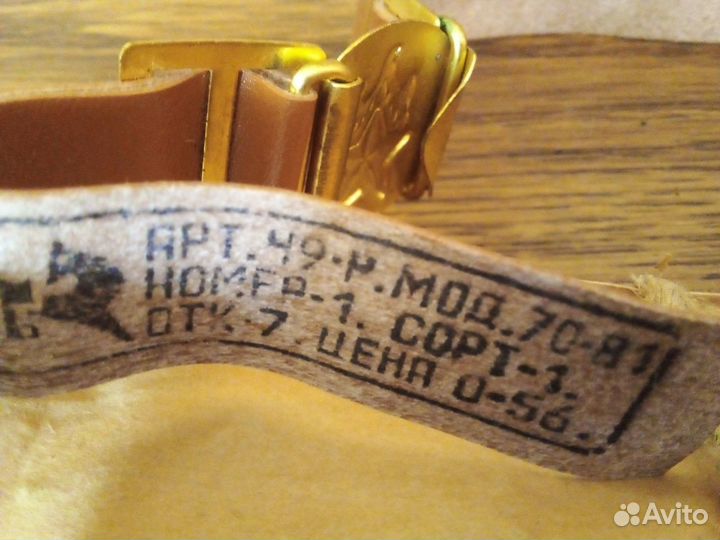 АРТ.49-Р.МОД.70-81
НОМЕР-1. СОРТ-1.
ОТК-7. ЦЕНА 0-56.
Avito